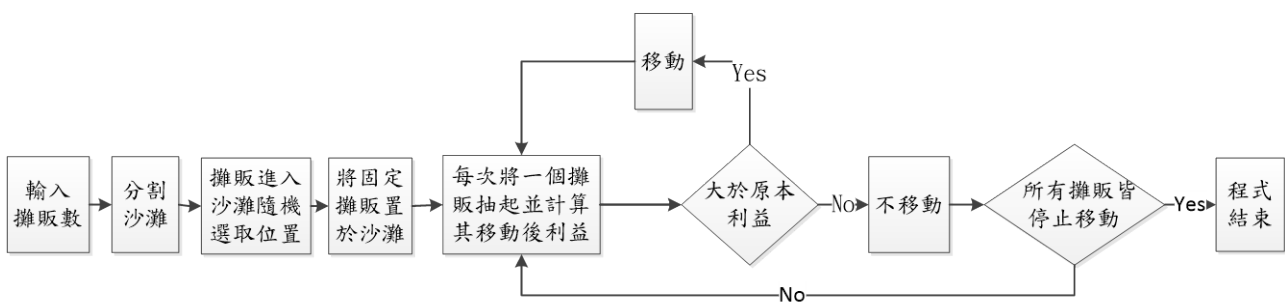 移動
Yes
輸入
攤販數
分割
沙灘
攤販進入
沙灘隨機
選取位置
將固定
攤販置
於沙灘
每次將一個攤
販抽起並計算
其移動後利益
大於原本
利益
No
不移動
所有攤販皆
停止移動
Yes
程式
結束
No